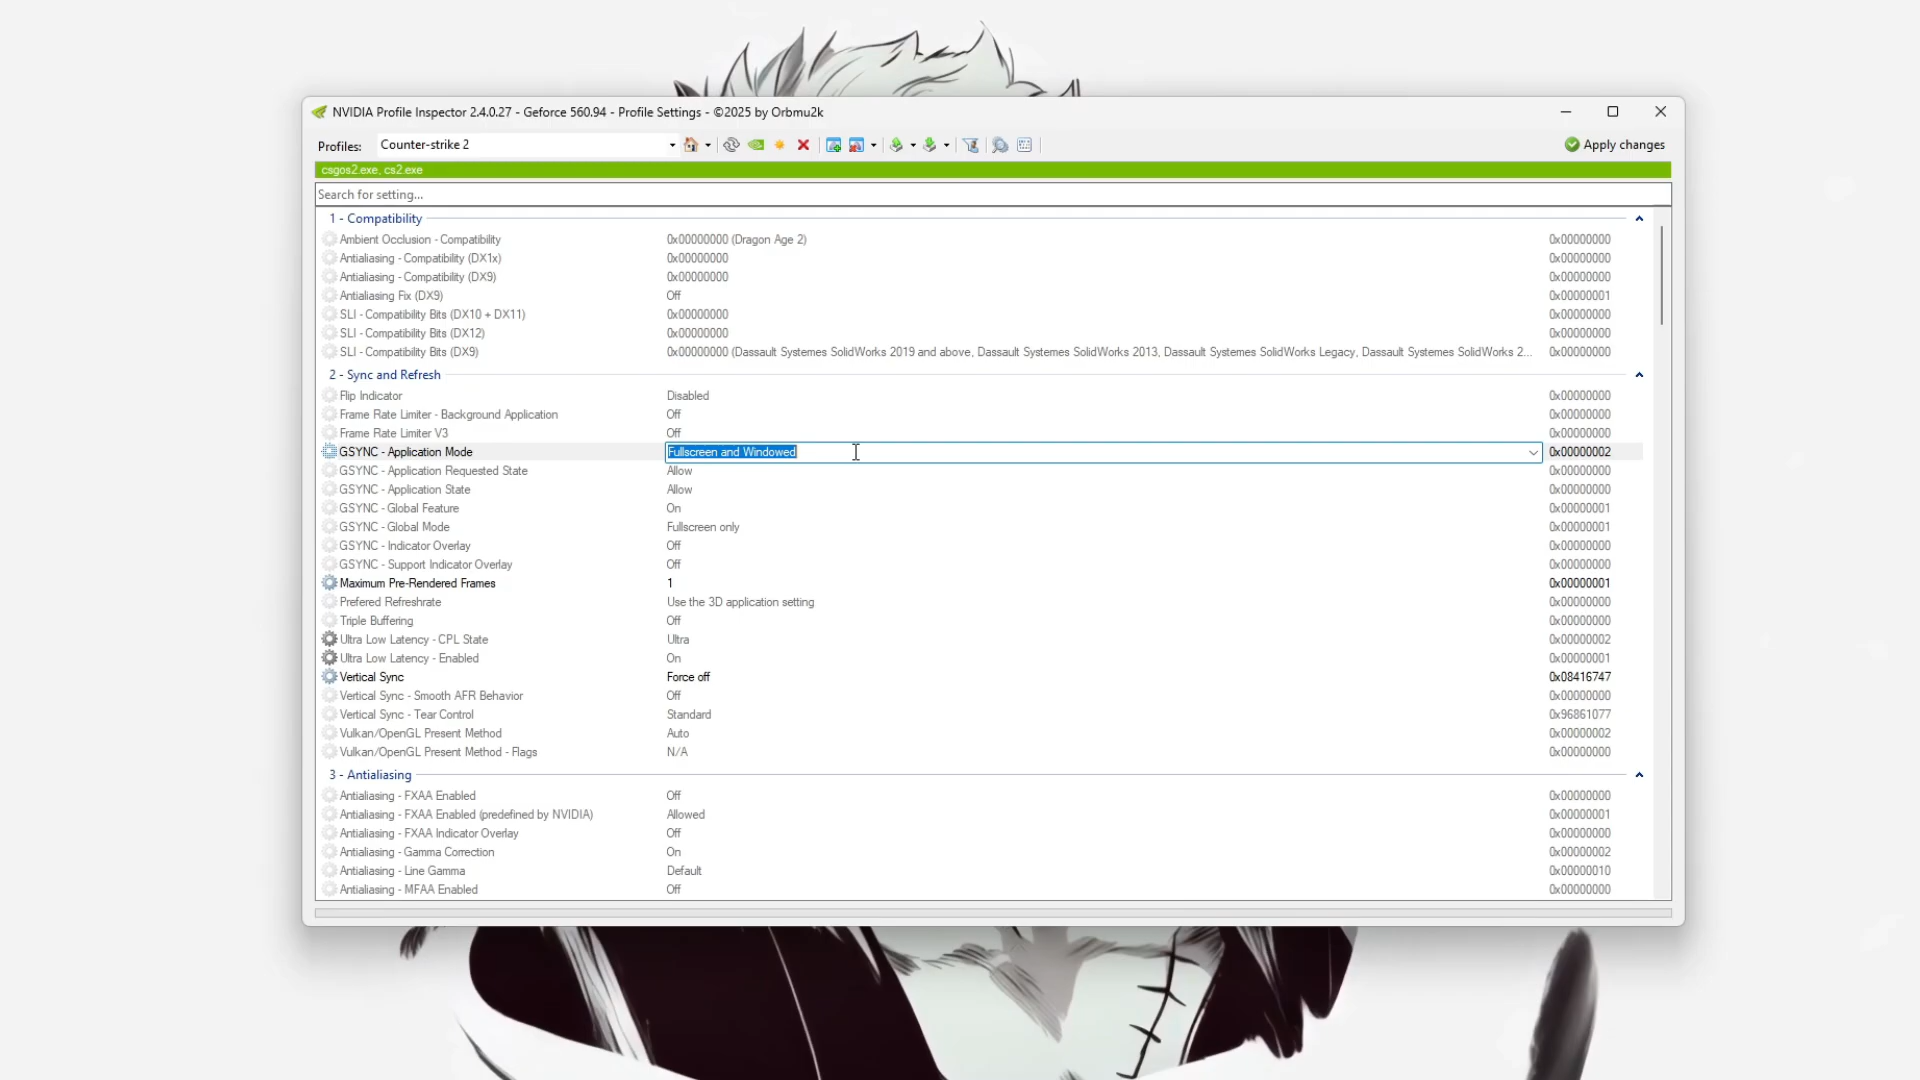 NVIDIA Profile Inspector 2.4.0.27 - Geforce 560.94 - Profile Settings - ©2025 by Orbmu2k
Profiles: Counter-strike 2 Apply changes
csgos2.exe, cs2.exe
Search for setting...
1 - Compatibility
Ambient Occlusion - Compatibility 0x00000000 (Dragon Age 2) 0x00000000
Antialiasing - Compatibility (DX1x) 0x00000000 0x00000000
Antialiasing - Compatibility (DX9) 0x00000000 0x00000000
Antialiasing Fix (DX9) Off 0x00000001
SLI - Compatibility Bits (DX10 + DX11) 0x00000000 0x00000000
SLI - Compatibility Bits (DX12) 0x00000000 0x00000000
SLI - Compatibility Bits (DX9) 0x00000000 (Dassault Systemes SolidWorks 2019 and above, Dassault Systemes SolidWorks 2013, Dassault Systemes SolidWorks Legacy, Dassault Systemes SolidWorks 2... 0x00000000
2 - Sync and Refresh
Flip Indicator Disabled 0x00000000
Frame Rate Limiter - Background Application Off 0x00000000
Frame Rate Limiter V3 Off 0x00000000
GSYNC - Application Mode Fullscreen and Windowed 0x00000002
GSYNC - Application Requested State Allow 0x00000000
GSYNC - Application State Allow 0x00000000
GSYNC - Global Feature On 0x00000001
GSYNC - Global Mode Fullscreen only 0x00000001
GSYNC - Indicator Overlay Off 0x00000000
GSYNC - Support Indicator Overlay Off 0x00000000
Maximum Pre-Rendered Frames 1 0x00000001
Prefered Refreshrate Use the 3D application setting 0x00000000
Triple Buffering Off 0x00000000
Ultra Low Latency - CPL State Ultra 0x00000002
Ultra Low Latency - Enabled On 0x00000001
Vertical Sync Force off 0x08416747
Vertical Sync - Smooth AFR Behavior Off 0x00000000
Vertical Sync - Tear Control Standard 0x96861077
Vulkan/OpenGL Present Method Auto 0x00000002
Vulkan/OpenGL Present Method - Flags N/A 0x00000000
3 - Antialiasing
Antialiasing - FXAA Enabled Off 0x00000000
Antialiasing - FXAA Enabled (predefined by NVIDIA) Allowed 0x00000001
Antialiasing - FXAA Indicator Overlay Off 0x00000000
Antialiasing - Gamma Correction On 0x00000002
Antialiasing - Line Gamma Default 0x00000010
Antialiasing - MFAA Enabled Off 0x00000000